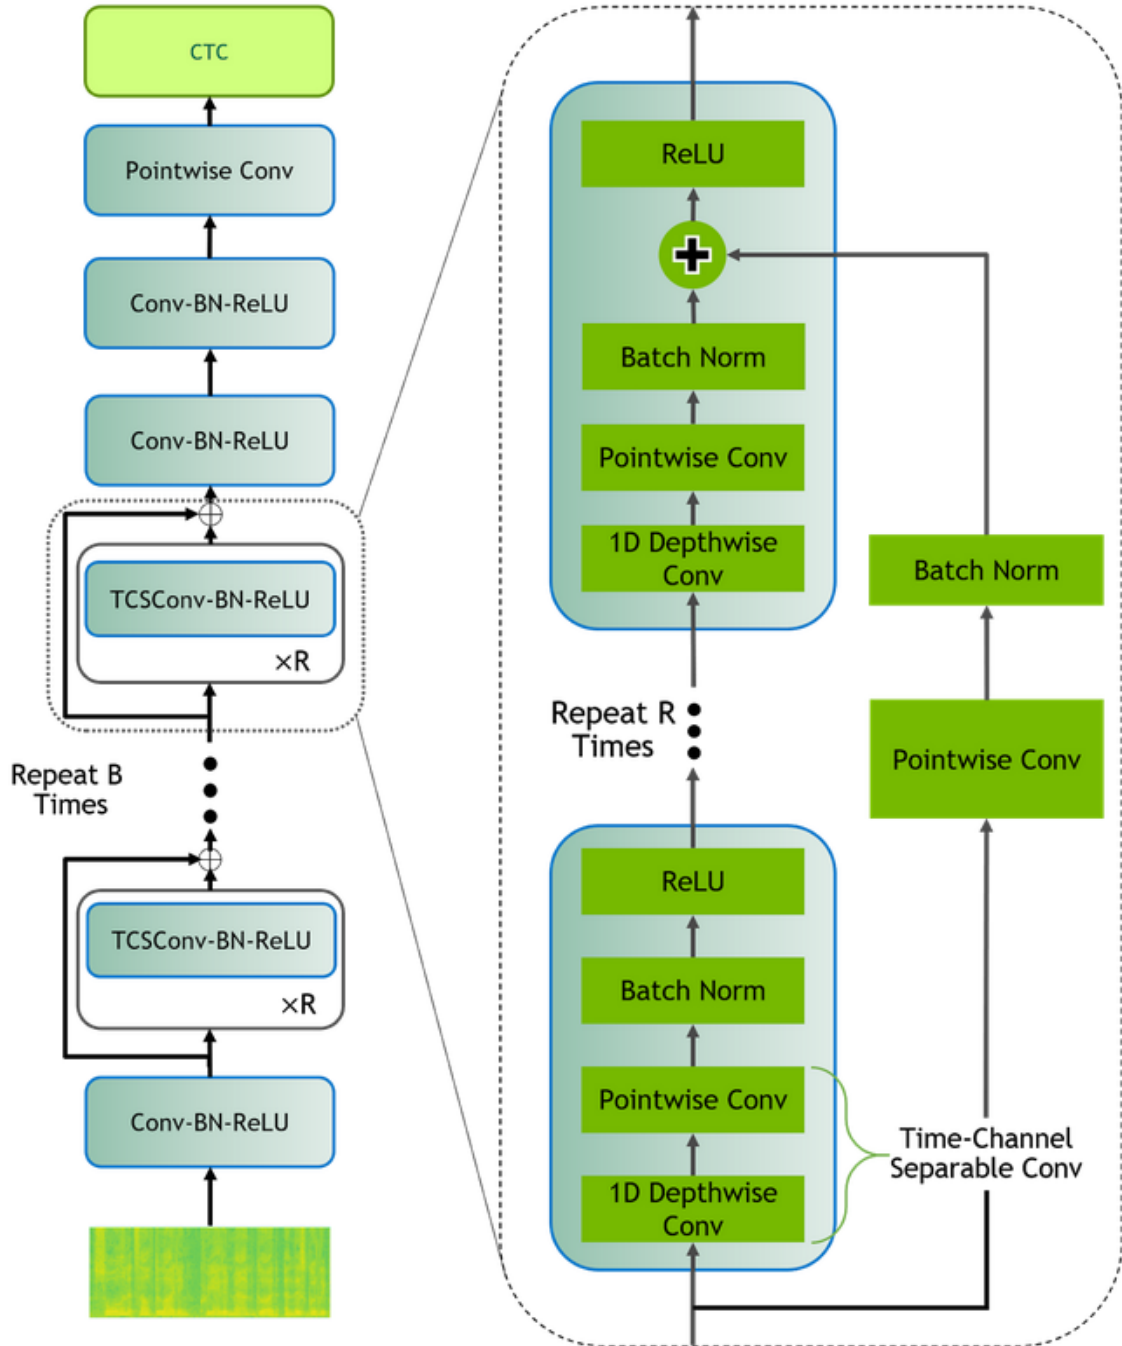 CTC
Pointwise Conv
Conv-BN-ReLU
Conv-BN-ReLU
TCSConv-BN-ReLU
×R
Repeat B
Times
TCSConv-BN-ReLU
×R
Conv-BN-ReLU
ReLU
Batch Norm
Pointwise Conv
1D Depthwise
Conv
Batch Norm
Pointwise Conv
Repeat R
Times
ReLU
Batch Norm
Pointwise Conv
1D Depthwise
Conv
Time-Channel
Separable Conv